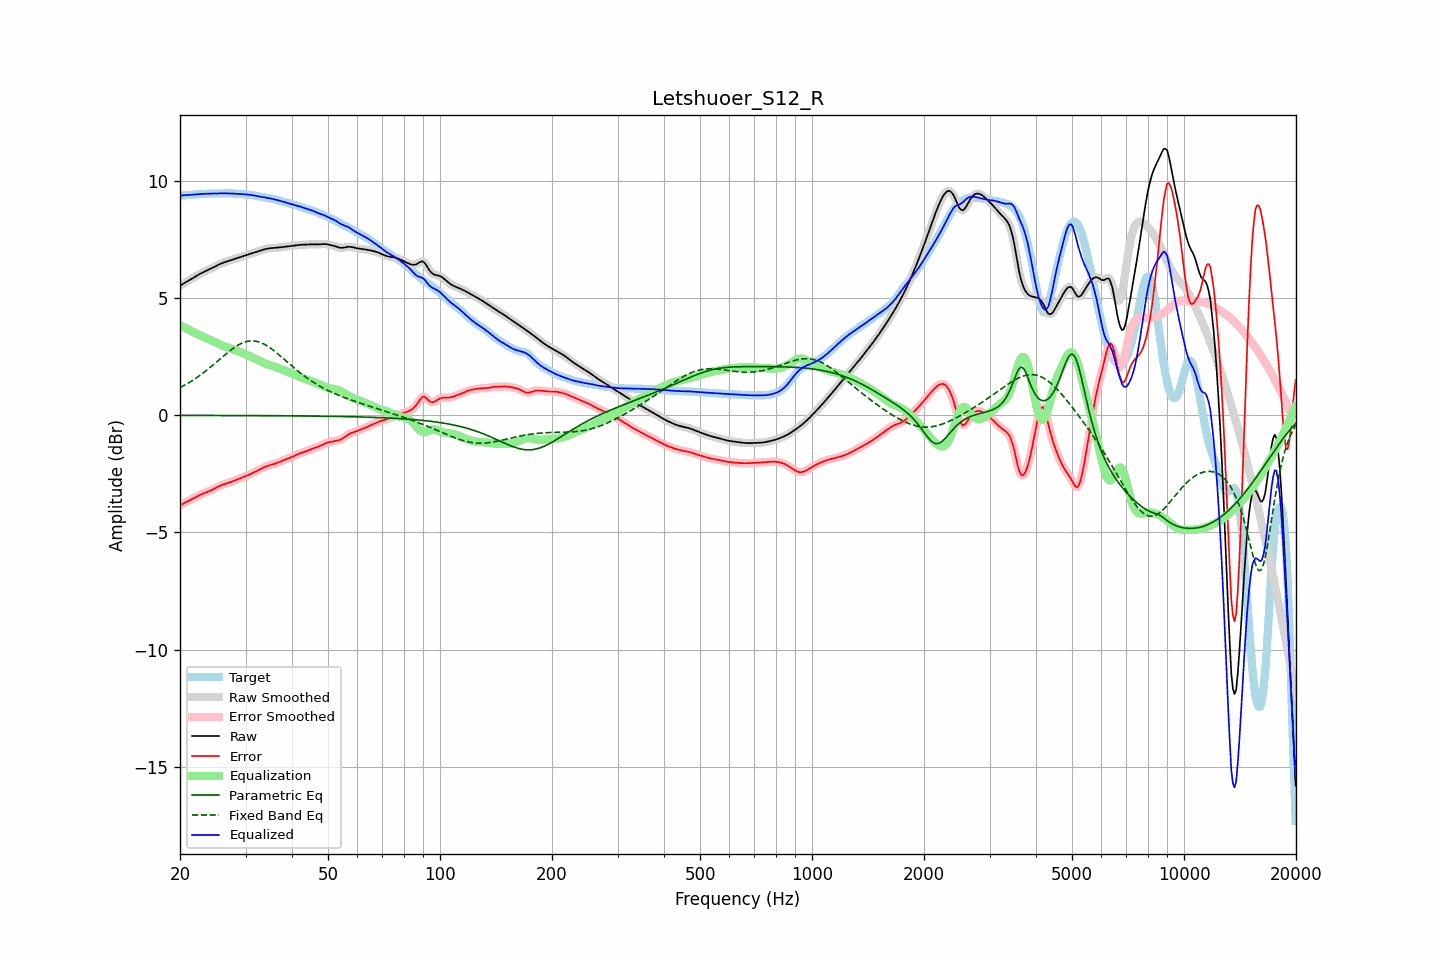 Letshuoer_S12_R
Amplitude (dBr)
10
5
0
−5
−10
−15
Target
Raw Smoothed
Error Smoothed
Raw
Error
Equalization
Parametric Eq
Fixed Band Eq
Equalized
20 50 100 200 500 1000 2000 5000 10000 20000
Frequency (Hz)